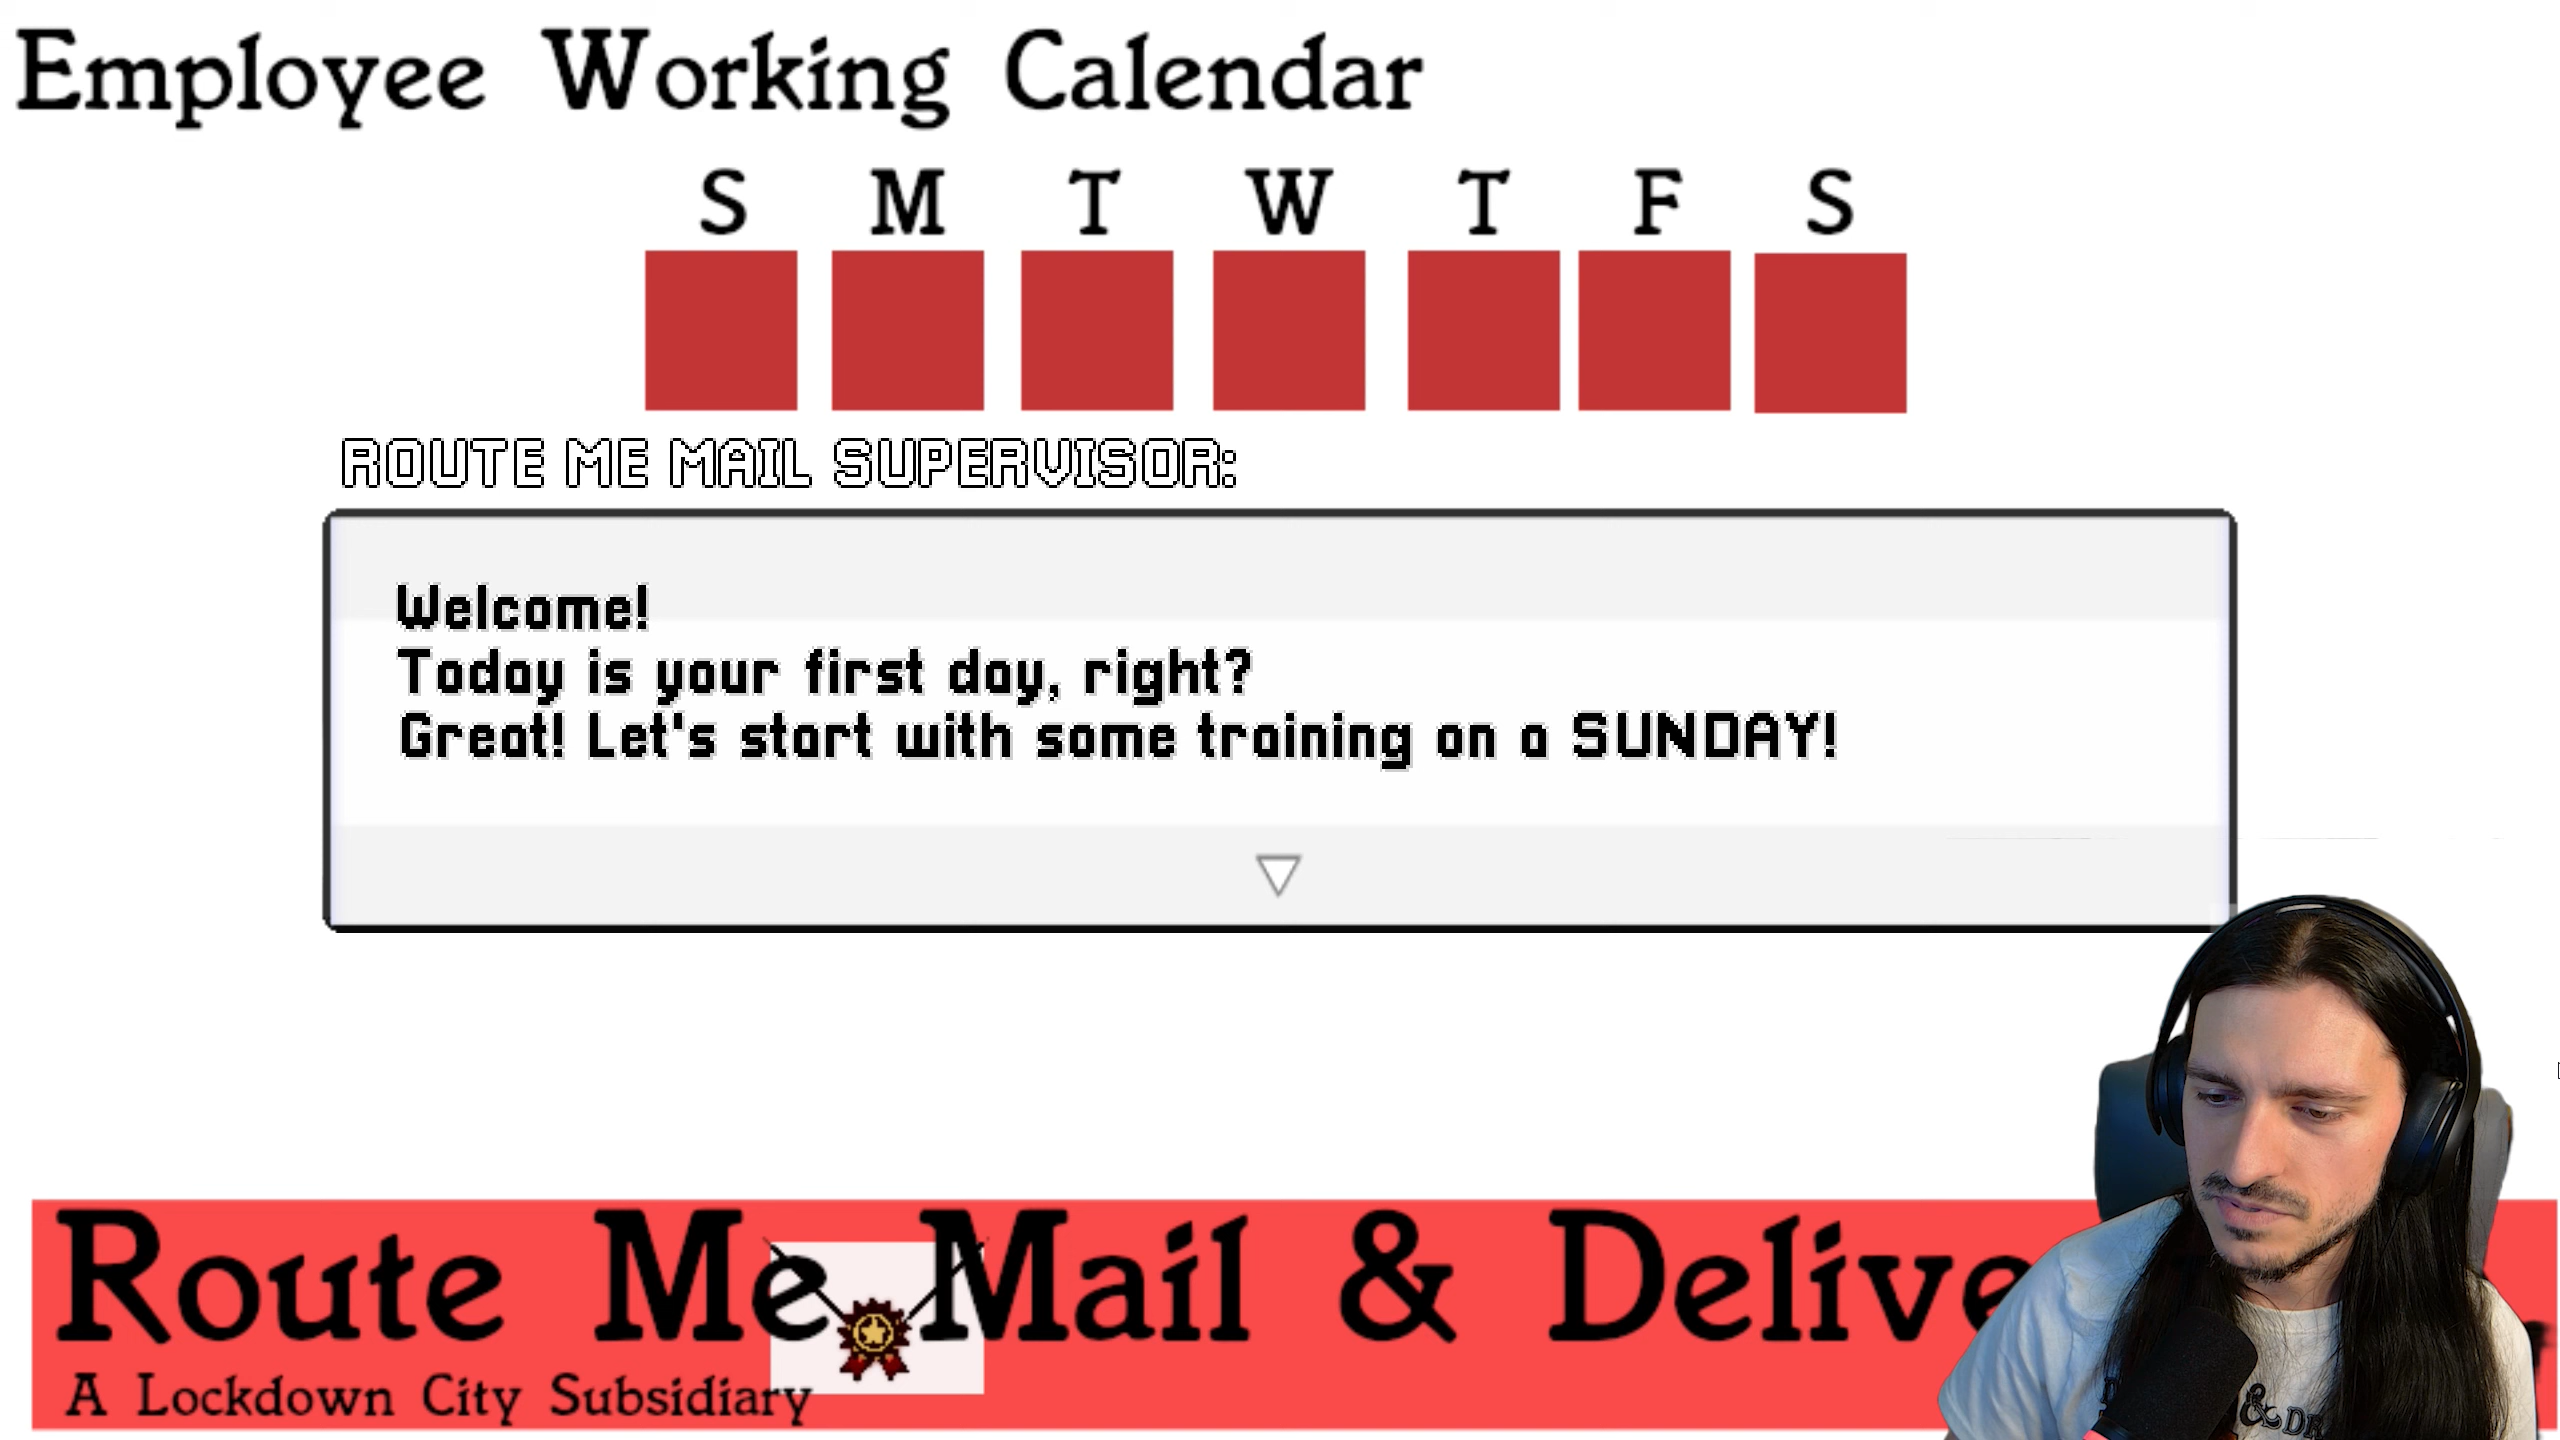 Employee Working Calendar
S M T W T F S
ROUTE ME MAIL SUPERVISOR:
Welcome!
Today is your first day, right?
Great! Let's start with some training on a SUNDAY!
Route Me Mail &
A Lockdown City Subsidiary
&